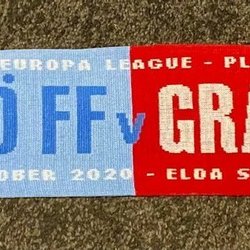 EUROPA LEAGUE - PL
Ö FF v GRA
OBER 2020 - ELDA S